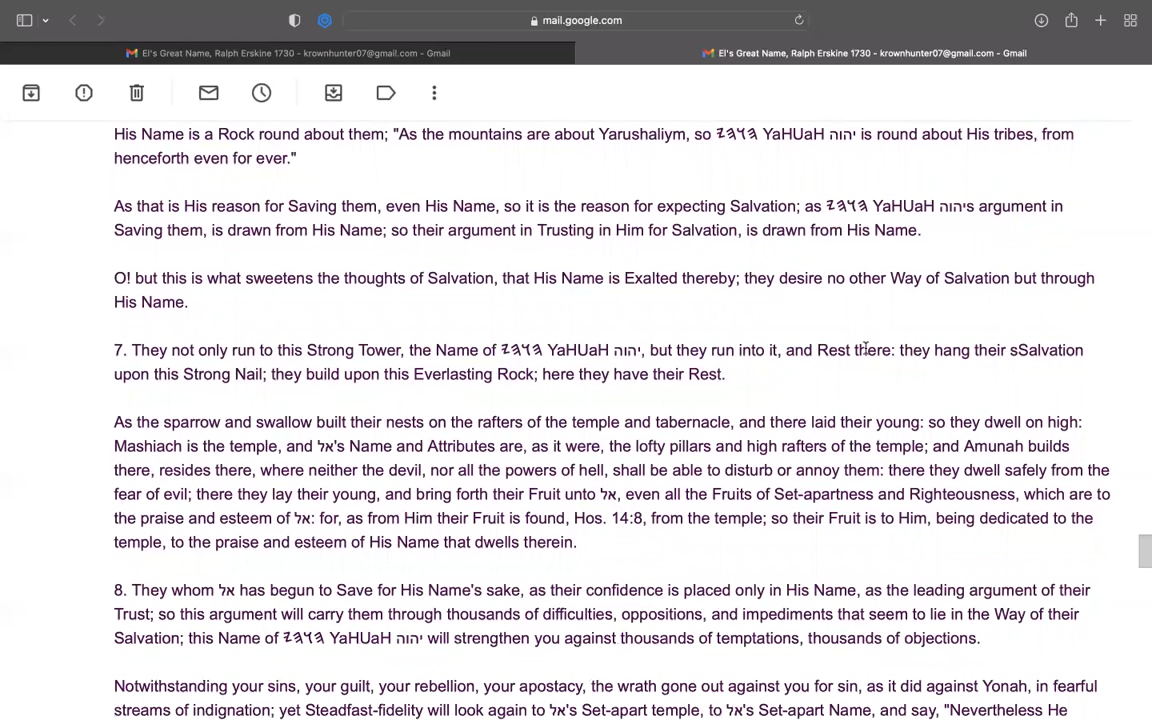 mail.google.com
El's Great Name, Ralph Erskine 1730 - krownhunter07@gmail.com - Gmail
El's Great Name, Ralph Erskine 1730 - krownhunter07@gmail.com - Gmail
His Name is a Rock round about them; "As the mountains are about Yarushaliym, so 𐤉𐤄𐤅𐤄 YaHUaH יהוה is round about His tribes, from
henceforth even for ever."
As that is His reason for Saving them, even His Name, so it is the reason for expecting Salvation; as 𐤉𐤄𐤅𐤄 YaHUaH יהוהs argument in
Saving them, is drawn from His Name; so their argument in Trusting in Him for Salvation, is drawn from His Name.
O! but this is what sweetens the thoughts of Salvation, that His Name is Exalted thereby; they desire no other Way of Salvation but through
His Name.
7. They not only run to this Strong Tower, the Name of 𐤉𐤄𐤅𐤄 YaHUaH יהוה, but they run into it, and Rest there: they hang their sSalvation
upon this Strong Nail; they build upon this Everlasting Rock; here they have their Rest.
As the sparrow and swallow built their nests on the rafters of the temple and tabernacle, and there laid their young: so they dwell on high:
Mashiach is the temple, and אל's Name and Attributes are, as it were, the lofty pillars and high rafters of the temple; and Amunah builds
there, resides there, where neither the devil, nor all the powers of hell, shall be able to disturb or annoy them: there they dwell safely from the
fear of evil; there they lay their young, and bring forth their Fruit unto אל, even all the Fruits of Set-apartness and Righteousness, which are to
the praise and esteem of אל: for, as from Him their Fruit is found, Hos. 14:8, from the temple; so their Fruit is to Him, being dedicated to the
temple, to the praise and esteem of His Name that dwells therein.
8. They whom אל has begun to Save for His Name's sake, as their confidence is placed only in His Name, as the leading argument of their
Trust; so this argument will carry them through thousands of difficulties, oppositions, and impediments that seem to lie in the Way of their
Salvation; this Name of 𐤉𐤄𐤅𐤄 YaHUaH יהוה will strengthen you against thousands of temptations, thousands of objections.
Notwithstanding your sins, your guilt, your rebellion, your apostacy, the wrath gone out against you for sin, as it did against Yonah, in fearful
streams of indignation; yet Steadfast-fidelity will look again to אל's Set-apart temple, to אל's Set-apart Name, and say, "Nevertheless He